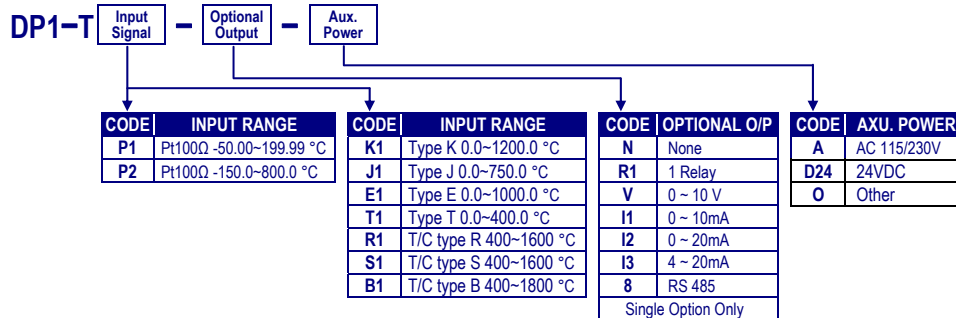 DP1-T Input Signal - Optional Output - Aux. Power
CODE INPUT RANGE
P1 Pt100Ω -50.00~199.99 °C
P2 Pt100Ω -150.0~800.0 °C
CODE INPUT RANGE
K1 Type K 0.0~1200.0 °C
J1 Type J 0.0~750.0 °C
E1 Type E 0.0~1000.0 °C
T1 Type T 0.0~400.0 °C
R1 T/C type R 400~1600 °C
S1 T/C type S 400~1600 °C
B1 T/C type B 400~1800 °C
CODE OPTIONAL O/P
N None
R1 1 Relay
V 0 ~ 10 V
I1 0 ~ 10mA
I2 0 ~ 20mA
I3 4 ~ 20mA
8 RS 485
Single Option Only
CODE AXU. POWER
A AC 115/230V
D24 24VDC
O Other